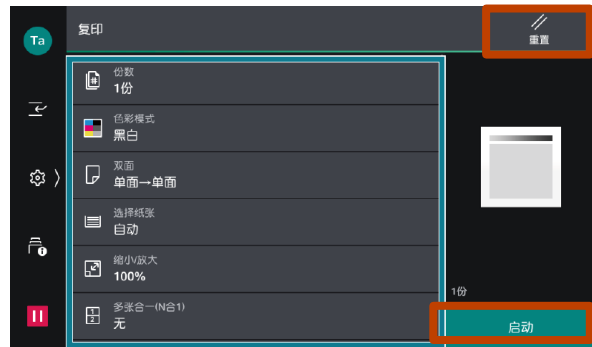 Ta
复印
重置
份数
1份
色彩模式
黑白
双面
单面→单面
选择纸张
自动
缩小/放大
100%
多张合一(N合1)
无
1份
启动